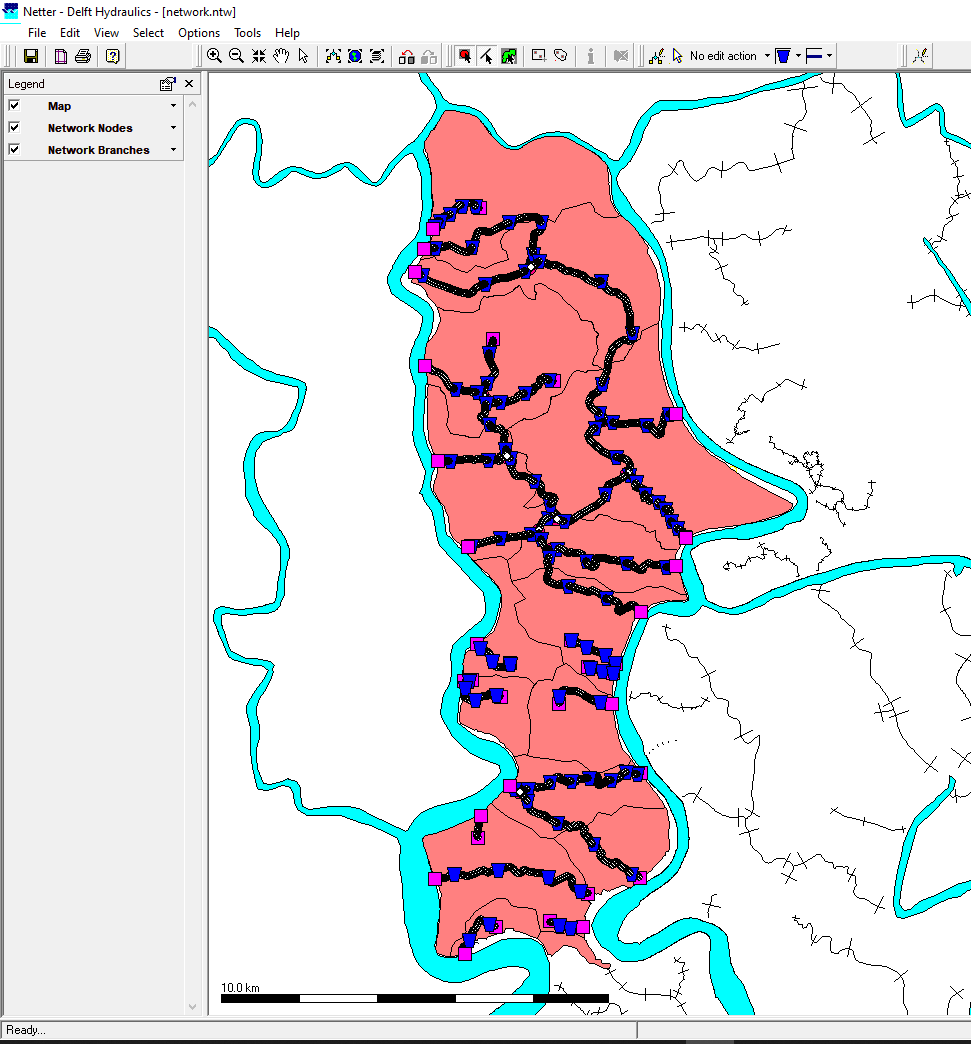 Netter - Delft Hydraulics - [network.ntw]
File Edit View Select Options Tools Help
No edit action
Legend
Map
Network Nodes
Network Branches
10.0 km
Ready...